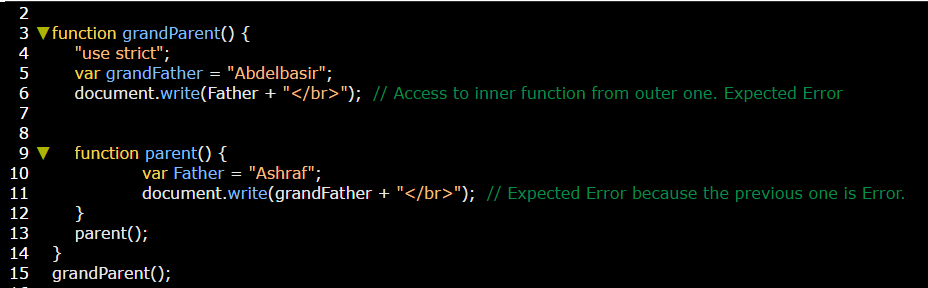 2
3 ▼function grandParent() {
4 "use strict";
5 var grandFather = "Abdelbasir";
6 document.write(Father + "</br>"); // Access to inner function from outer one. Expected Error
7
8
9 ▼ function parent() {
10 var Father = "Ashraf";
11 document.write(grandFather + "</br>"); // Expected Error because the previous one is Error.
12 }
13 parent();
14 }
15 grandParent();